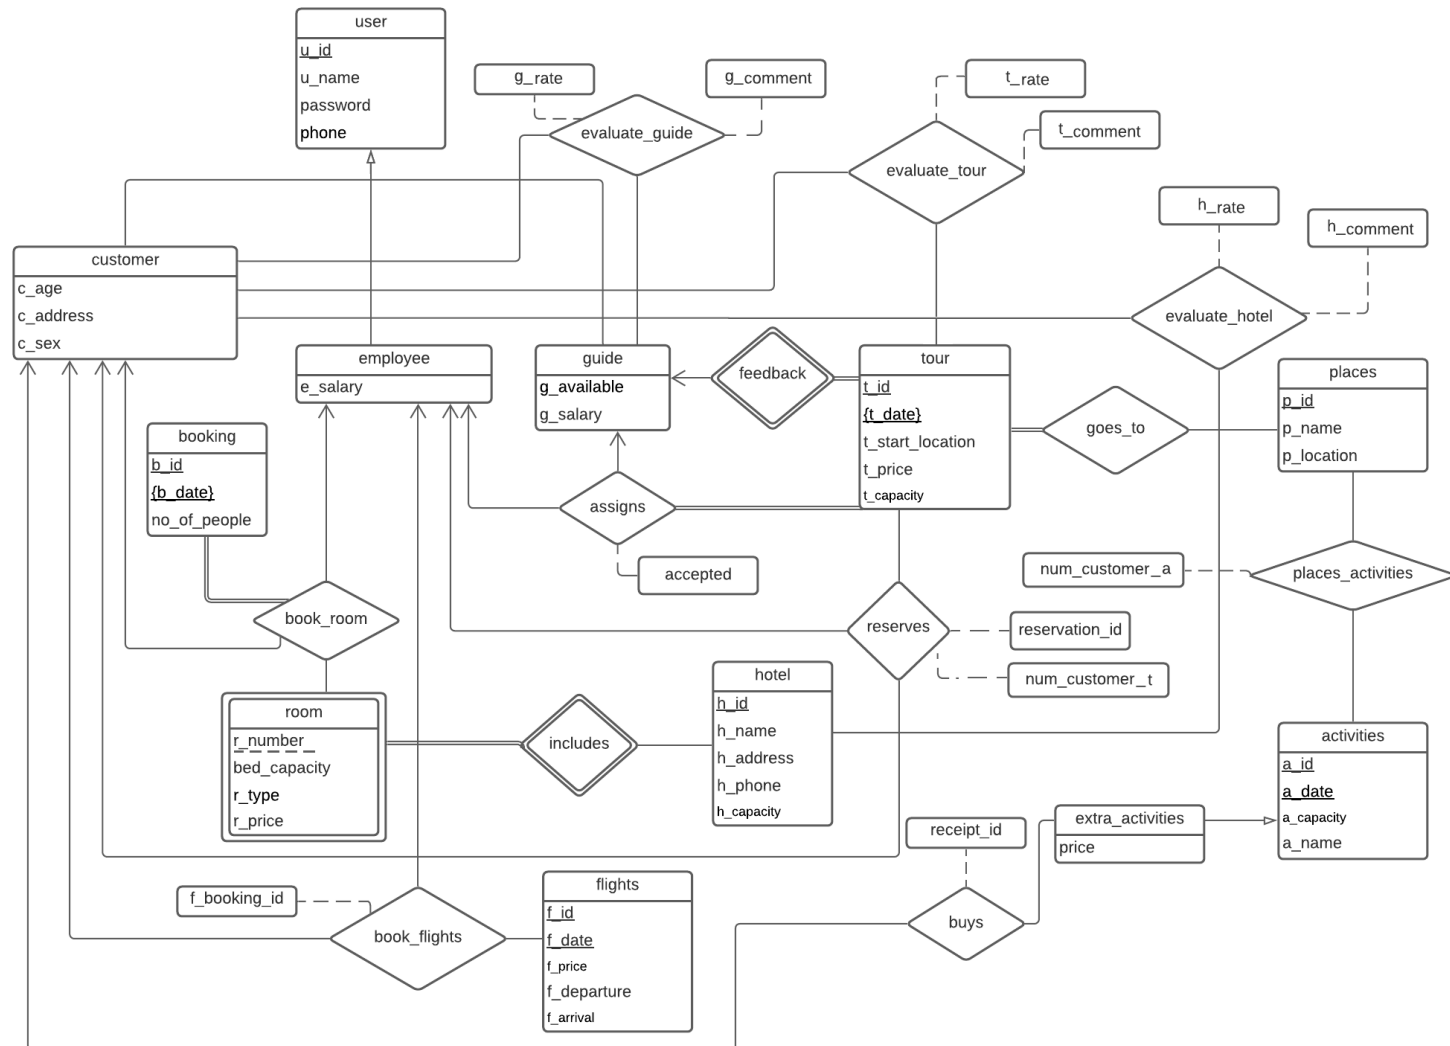 user
u_id
u_name
password
phone
g_rate
g_comment
evaluate_guide
t_rate
t_comment
evaluate_tour
h_rate
h_comment
evaluate_hotel
customer
c_age
c_address
c_sex
employee
e_salary
guide
g_available
g_salary
feedback
tour
t_id
{t_date}
t_start_location
t_price
t_capacity
goes_to
places
p_id
p_name
p_location
booking
b_id
{b_date}
no_of_people
assigns
accepted
num_customer_a
places_activities
book_room
reserves
reservation_id
num_customer_t
room
r_number
bed_capacity
r_type
r_price
includes
hotel
h_id
h_name
h_address
h_phone
h_capacity
activities
a_id
a_date
a_capacity
a_name
extra_activities
price
receipt_id
buys
f_booking_id
book_flights
flights
f_id
f_date
f_price
f_departure
f_arrival